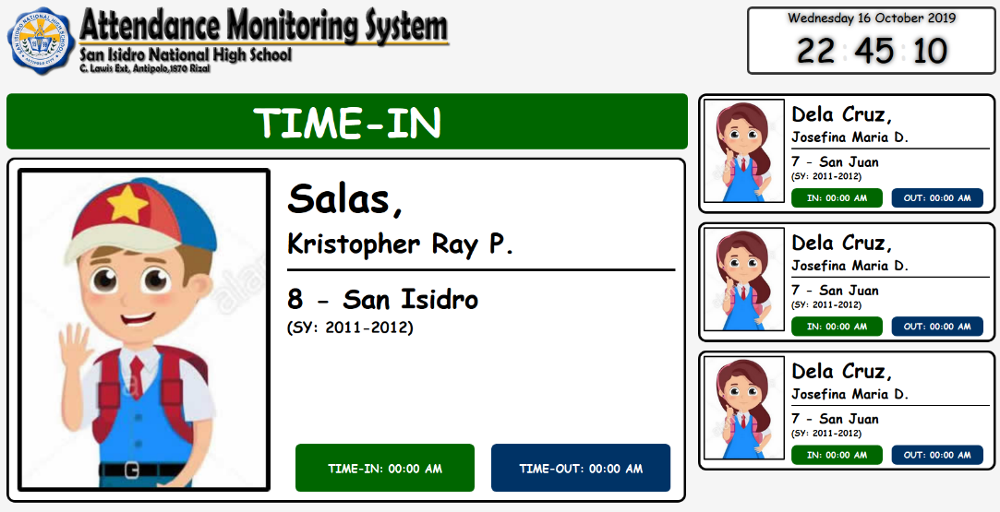 Attendance Monitoring System
San Isidro National High School
C. Lawis Ext, Antipolo,1870 Rizal
Wednesday 16 October 2019
22 : 45 : 10
TIME-IN
Salas,
Kristopher Ray P.
8 - San Isidro
(SY: 2011-2012)
TIME-IN: 00:00 AM
TIME-OUT: 00:00 AM
Dela Cruz,
Josefina Maria D.
7 - San Juan
(SY: 2011-2012)
IN: 00:00 AM
OUT: 00:00 AM
Dela Cruz,
Josefina Maria D.
7 - San Juan
(SY: 2011-2012)
IN: 00:00 AM
OUT: 00:00 AM
Dela Cruz,
Josefina Maria D.
7 - San Juan
(SY: 2011-2012)
IN: 00:00 AM
OUT: 00:00 AM